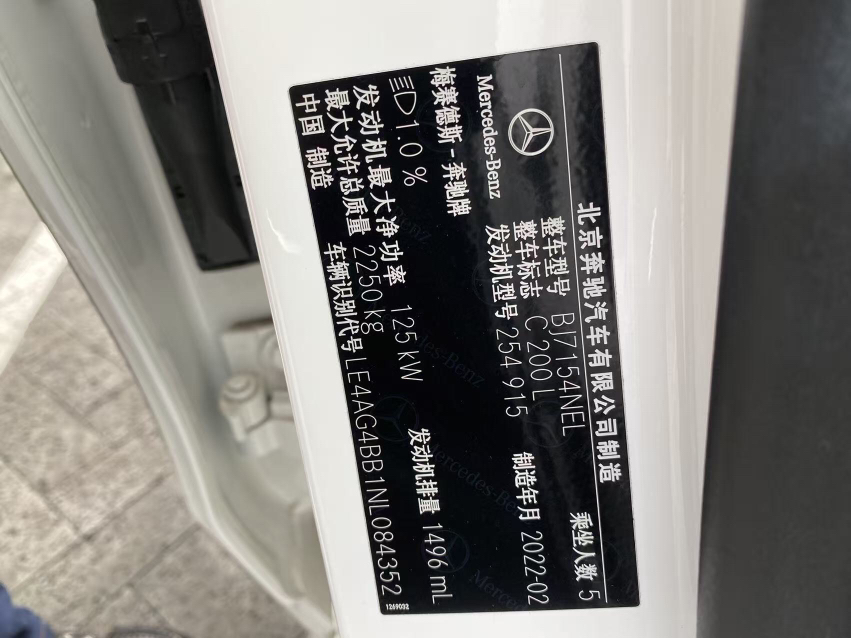 北京奔驰汽车有限公司制造
Mercedes-Benz
梅赛德斯-奔驰牌
整车型号 BJ7154NEL
乘坐人数 5
整车标志 C 200 L
制造年月 2022-02
发动机型号 254 915
1.0 %
发动机最大净功率 125 kW
发动机排量 1496 mL
最大允许总质量 2250 kg
中国 制造
车辆识别代号 LE4AG4BB1NL084352
1269032